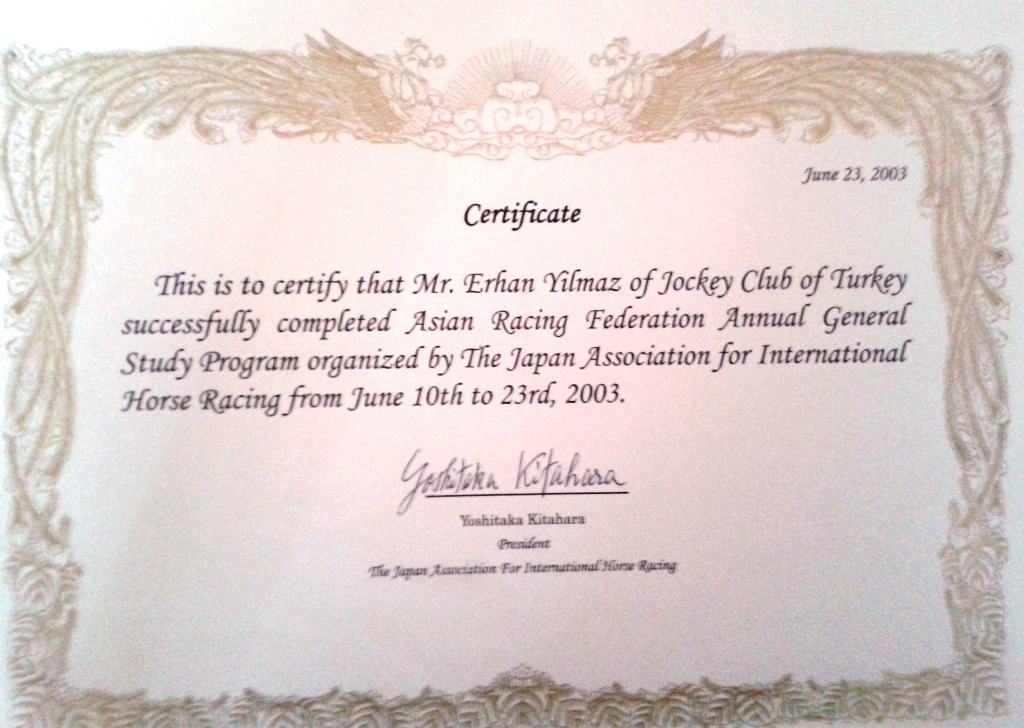 June 23, 2003
Certificate
This is to certify that Mr. Erhan Yilmaz of Jockey Club of Turkey
successfully completed Asian Racing Federation Annual General
Study Program organized by The Japan Association for International
Horse Racing from June 10th to 23rd, 2003.
Yoshitaka Kitahara
Yoshitaka Kitahara
President
The Japan Association For International Horse Racing